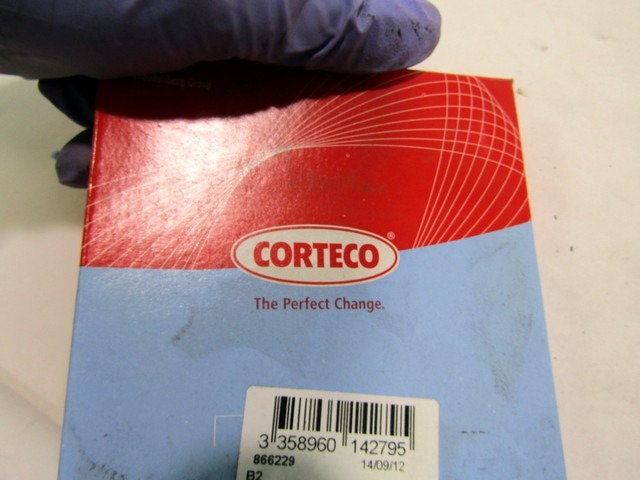 CORTECO®
The Perfect Change.
3 358960 142795
866229 14/09/12
B2